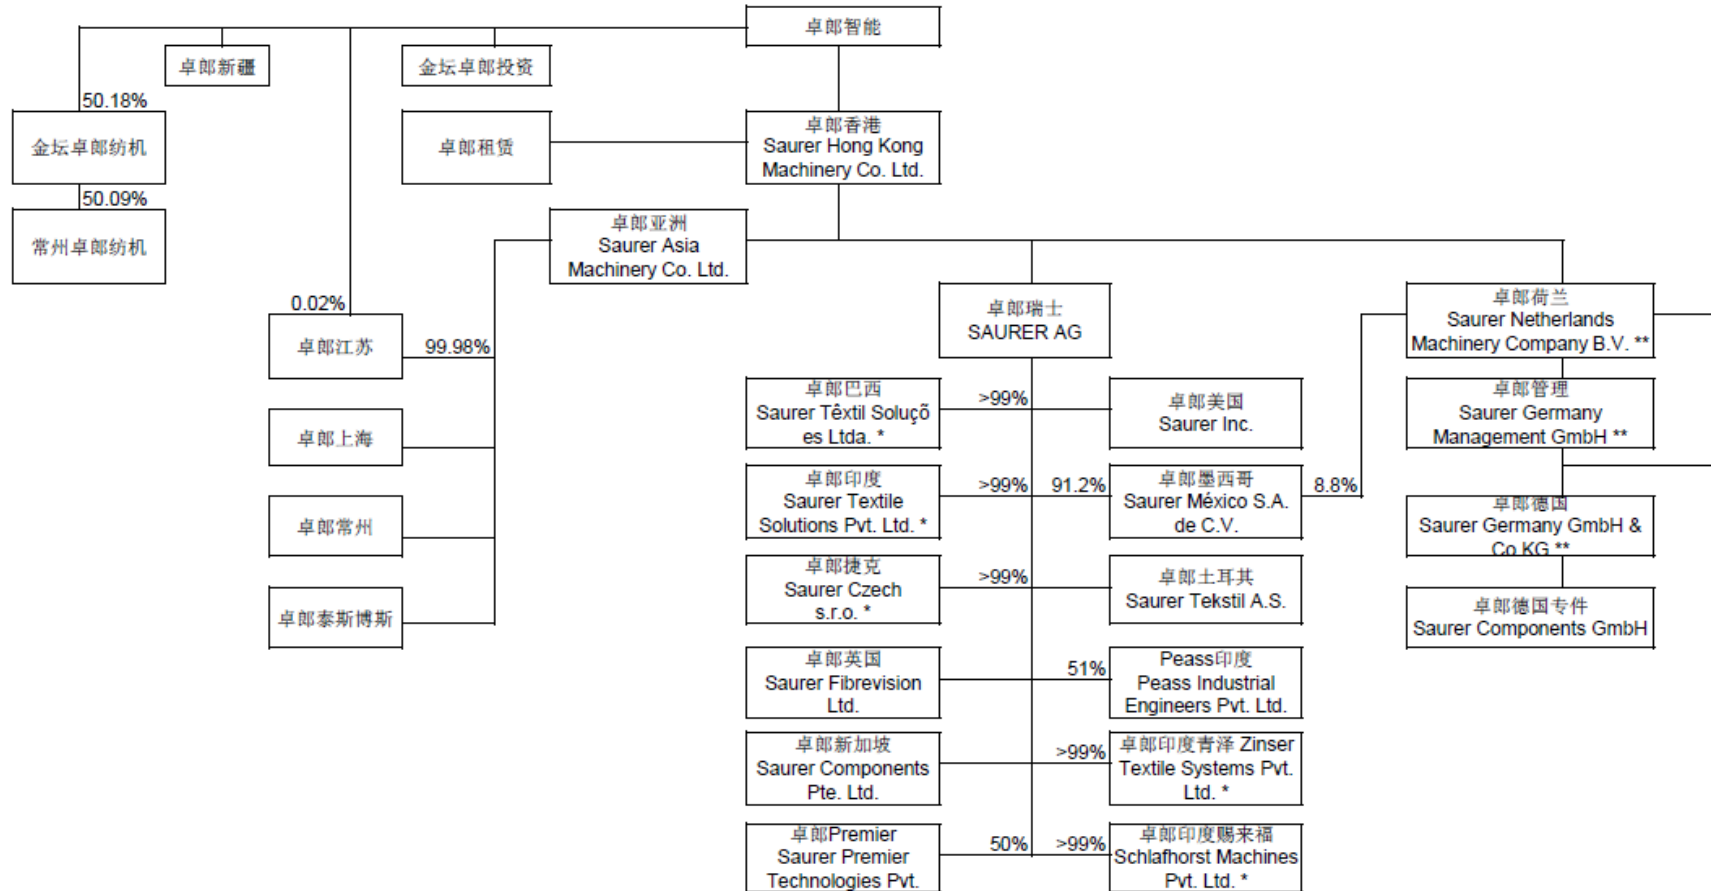 卓郎智能
卓郎新疆
金坛卓郎投资
50.18%
金坛卓郎纺机
卓郎租赁
卓郎香港
Saurer Hong Kong
Machinery Co. Ltd.
50.09%
常州卓郎纺机
卓郎亚洲
Saurer Asia
Machinery Co. Ltd.
0.02%
卓郎江苏
99.98%
卓郎上海
卓郎常州
卓郎泰斯博斯
卓郎瑞士
SAURER AG
卓郎荷兰
Saurer Netherlands
Machinery Company B.V. **
卓郎巴西
Saurer Têxtil Soluçõ
es Ltda. *
>99%
卓郎美国
Saurer Inc.
卓郎管理
Saurer Germany
Management GmbH **
卓郎印度
Saurer Textile
Solutions Pvt. Ltd. *
>99%
91.2%
卓郎墨西哥
Saurer México S.A.
de C.V.
8.8%
卓郎德国
Saurer Germany GmbH &
Co KG **
卓郎捷克
Saurer Czech
s.r.o. *
>99%
卓郎土耳其
Saurer Tekstil A.S.
卓郎德国专件
Saurer Components GmbH
卓郎英国
Saurer Fibrevision
Ltd.
51%
Peass印度
Peass Industrial
Engineers Pvt. Ltd.
卓郎新加坡
Saurer Components
Pte. Ltd.
>99%
卓郎印度青泽 Zinser
Textile Systems Pvt.
Ltd. *
卓郎Premier
Saurer Premier
Technologies Pvt.
50%
>99%
卓郎印度赐来福
Schlafhorst Machines
Pvt. Ltd. *